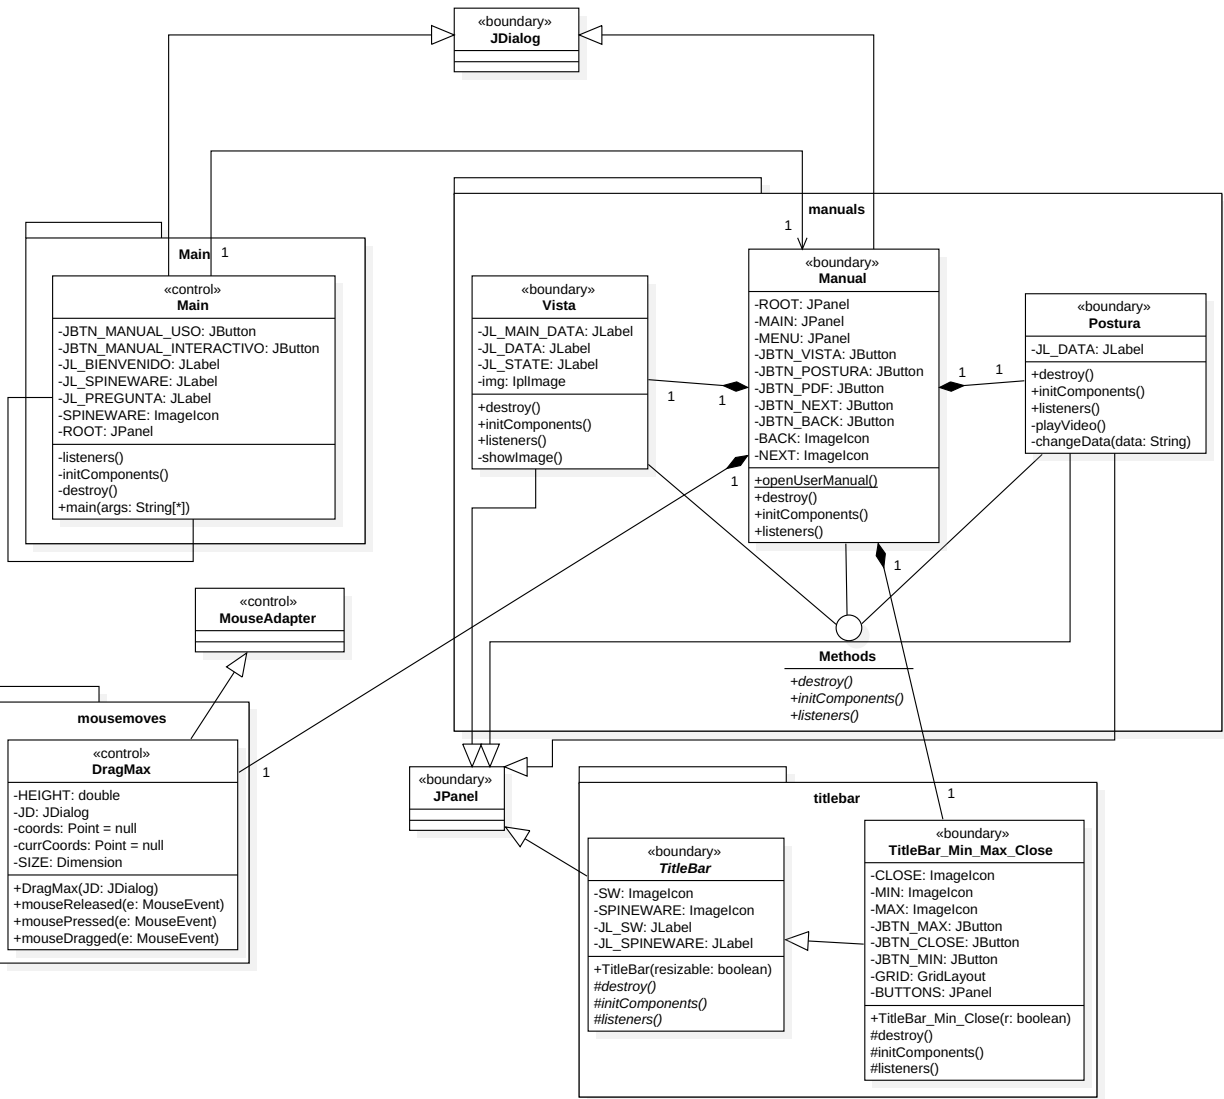 «boundary»
JDialog
manuals
1
Main
1
«control»
Main
-JBTN_MANUAL_USO: JButton
-JBTN_MANUAL_INTERACTIVO: JButton
-JL_BIENVENIDO: JLabel
-JL_SPINEWARE: JLabel
-JL_PREGUNTA: JLabel
-SPINEWARE: ImageIcon
-ROOT: JPanel
-listeners()
-initComponents()
-destroy()
+main(args: String[*])
«boundary»
Vista
-JL_MAIN_DATA: JLabel
-JL_DATA: JLabel
-JL_STATE: JLabel
-img: IplImage
+destroy()
+initComponents()
+listeners()
-showImage()
1
1
«boundary»
Manual
-ROOT: JPanel
-MAIN: JPanel
-MENU: JPanel
-JBTN_VISTA: JButton
-JBTN_POSTURA: JButton
-JBTN_PDF: JButton
-JBTN_NEXT: JButton
-JBTN_BACK: JButton
-BACK: ImageIcon
-NEXT: ImageIcon
+openUserManual()
+destroy()
+initComponents()
+listeners()
1
1
1
1
«boundary»
Postura
-JL_DATA: JLabel
+destroy()
+initComponents()
+listeners()
-playVideo()
-changeData(data: String)
Methods
+destroy()
+initComponents()
+listeners()
«control»
MouseAdapter
mousemoves
«control»
DragMax
-HEIGHT: double
-JD: JDialog
-coords: Point = null
-currCoords: Point = null
-SIZE: Dimension
+DragMax(JD: JDialog)
+mouseReleased(e: MouseEvent)
+mousePressed(e: MouseEvent)
+mouseDragged(e: MouseEvent)
1
«boundary»
JPanel
titlebar
1
«boundary»
TitleBar
-SW: ImageIcon
-SPINEWARE: ImageIcon
-JL_SW: JLabel
-JL_SPINEWARE: JLabel
+TitleBar(resizable: boolean)
#destroy()
#initComponents()
#listeners()
«boundary»
TitleBar_Min_Max_Close
-CLOSE: ImageIcon
-MIN: ImageIcon
-MAX: ImageIcon
-JBTN_MAX: JButton
-JBTN_CLOSE: JButton
-JBTN_MIN: JButton
-GRID: GridLayout
-BUTTONS: JPanel
+TitleBar_Min_Close(r: boolean)
#destroy()
#initComponents()
#listeners()